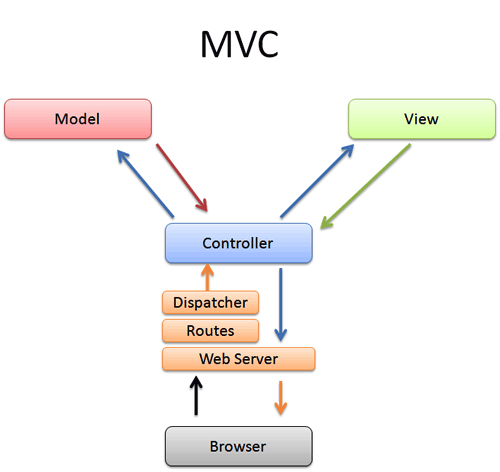 MVC
Model
View
Controller
Dispatcher
Routes
Web Server
Browser